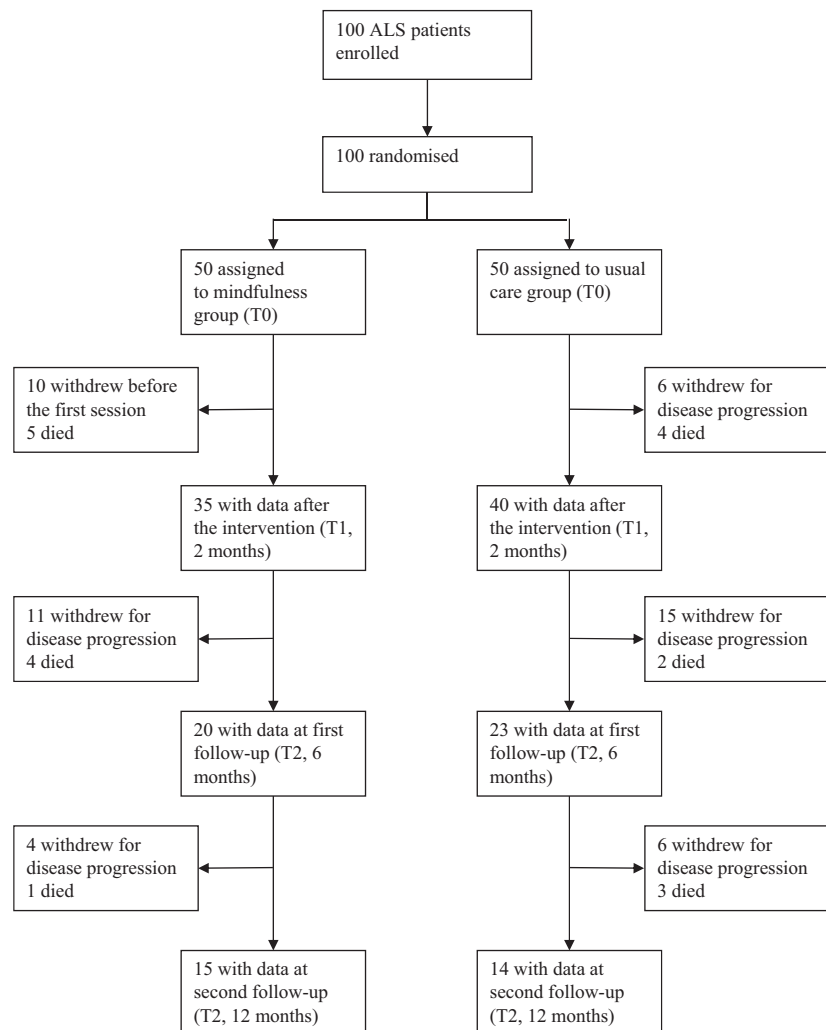 100 ALS patients
enrolled
100 randomised
50 assigned
to mindfulness
group (T0)
50 assigned to usual
care group (T0)
10 withdrew before
the first session
5 died
6 withdrew for
disease progression
4 died
35 with data after
the intervention (T1,
2 months)
40 with data after
the intervention (T1,
2 months)
11 withdrew for
disease progression
4 died
15 withdrew for
disease progression
2 died
20 with data at first
follow-up (T2, 6
months)
23 with data at first
follow-up (T2, 6
months)
4 withdrew for
disease progression
1 died
6 withdrew for
disease progression
3 died
15 with data at
second follow-up
(T2, 12 months)
14 with data at
second follow-up
(T2, 12 months)